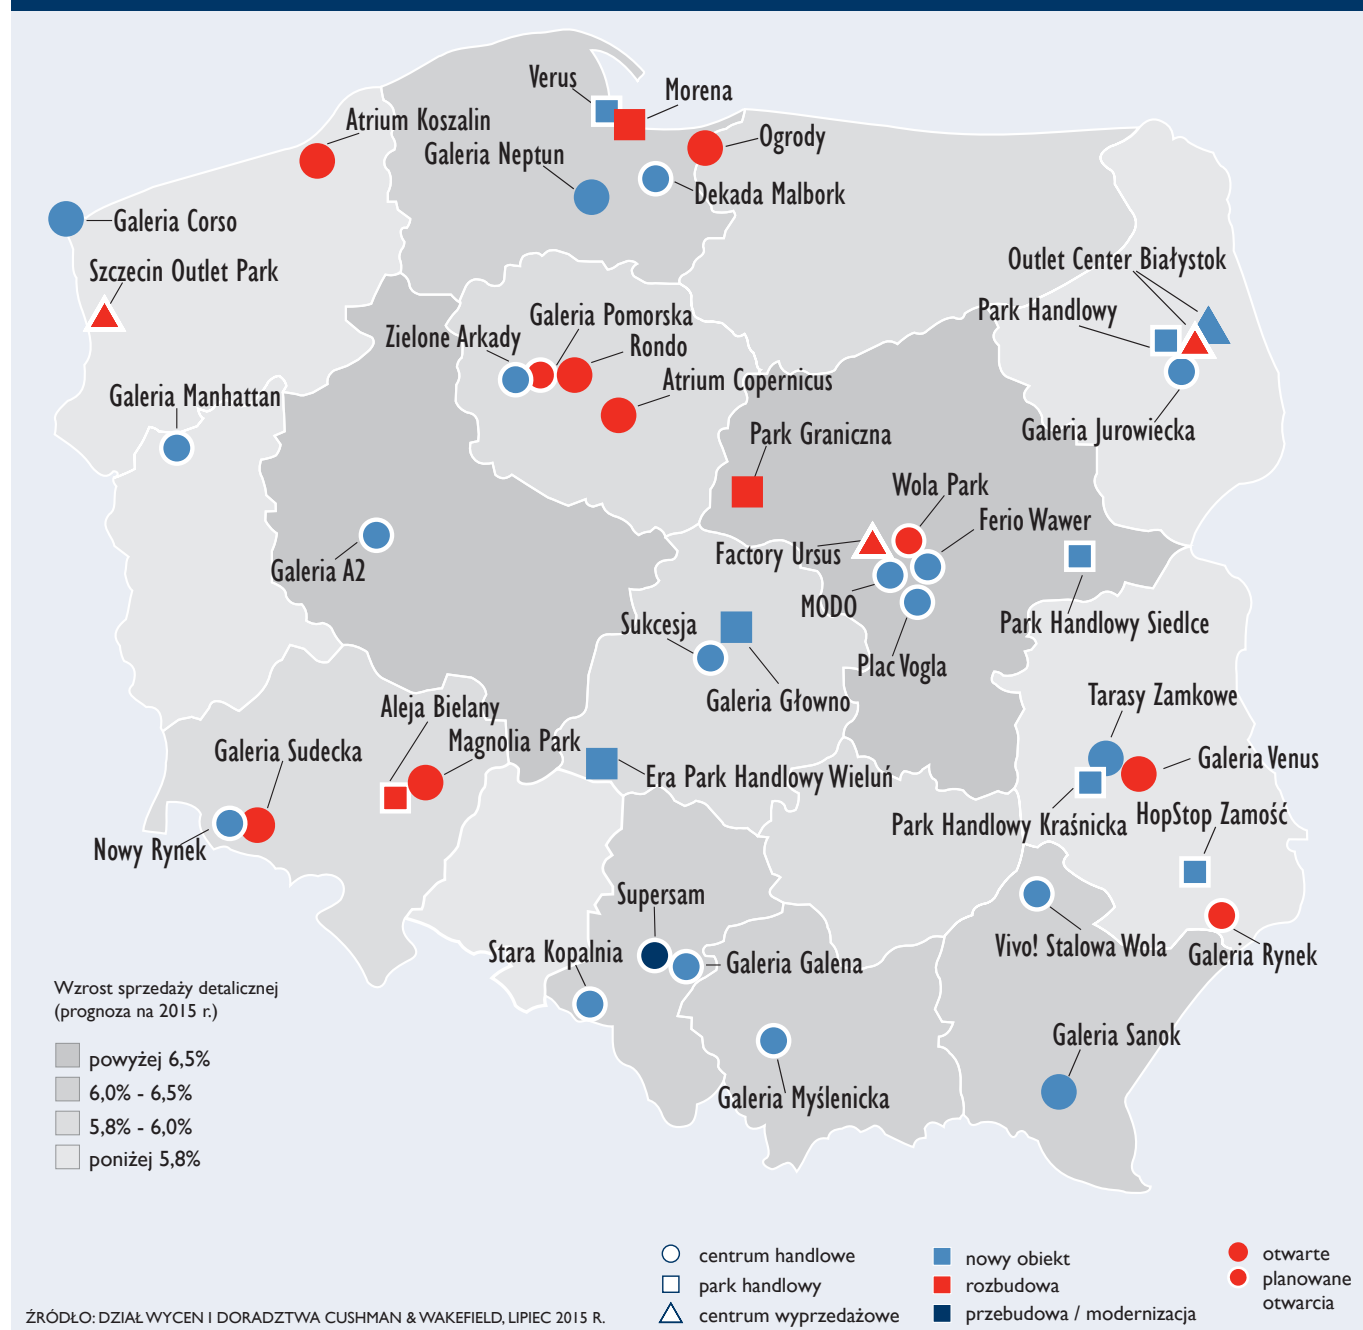 Verus
Morena
Atrium Koszalin
Ogrody
Galeria Neptun
Dekada Malbork
Galeria Corso
Szczecin Outlet Park
Outlet Center Białystok
Park Handlowy
Galeria Pomorska
Zielone Arkady
Rondo
Atrium Copernicus
Galeria Manhattan
Galeria Jurowiecka
Park Graniczna
Wola Park
Ferio Wawer
Factory Ursus
Galeria A2
MODO
Sukcesja
Park Handlowy Siedlce
Plac Vogla
Galeria Głowno
Tarasy Zamkowe
Aleja Bielany
Magnolia Park
Galeria Sudecka
Galeria Venus
Era Park Handlowy Wieluń
HopStop Zamość
Park Handlowy Kraśnicka
Nowy Rynek
Supersam
Vivo! Stalowa Wola
Stara Kopalnia
Galeria Galena
Galeria Rynek
Galeria Sanok
Galeria Myślenicka
Wzrost sprzedaży detalicznej
(prognoza na 2015 r.)
powyżej 6,5%
6,0% - 6,5%
5,8% - 6,0%
poniżej 5,8%
centrum handlowe
park handlowy
centrum wyprzedażowe
nowy obiekt
rozbudowa
przebudowa / modernizacja
otwarte
planowane
otwarcia
ŹRÓDŁO: DZIAŁ WYCEN I DORADZTWA CUSHMAN & WAKEFIELD, LIPIEC 2015 R.